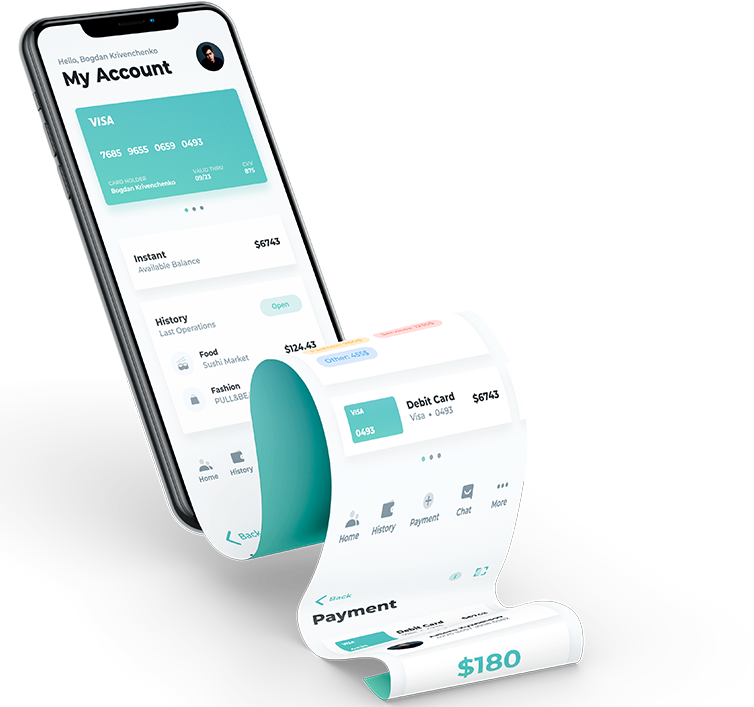 Hello, Bogdan Krivenchenko
My Account
VISA
7685 9655 0659 0493
CARD HOLDER
Bogdan Krivenchenko
VALID THRU
09/23
CVV
875
Instant
Available Balance
$6743
History
Last Operations
Open
Food
Sushi Market
$124.43
Fashion
PULL&BE
Home
History
Back
Other: 455$
VISA
0493
Debit Card
Visa • 0493
$6743
Home
History
Payment
Chat
More
Back
Payment
VISA
Debit Card
$6743
$180